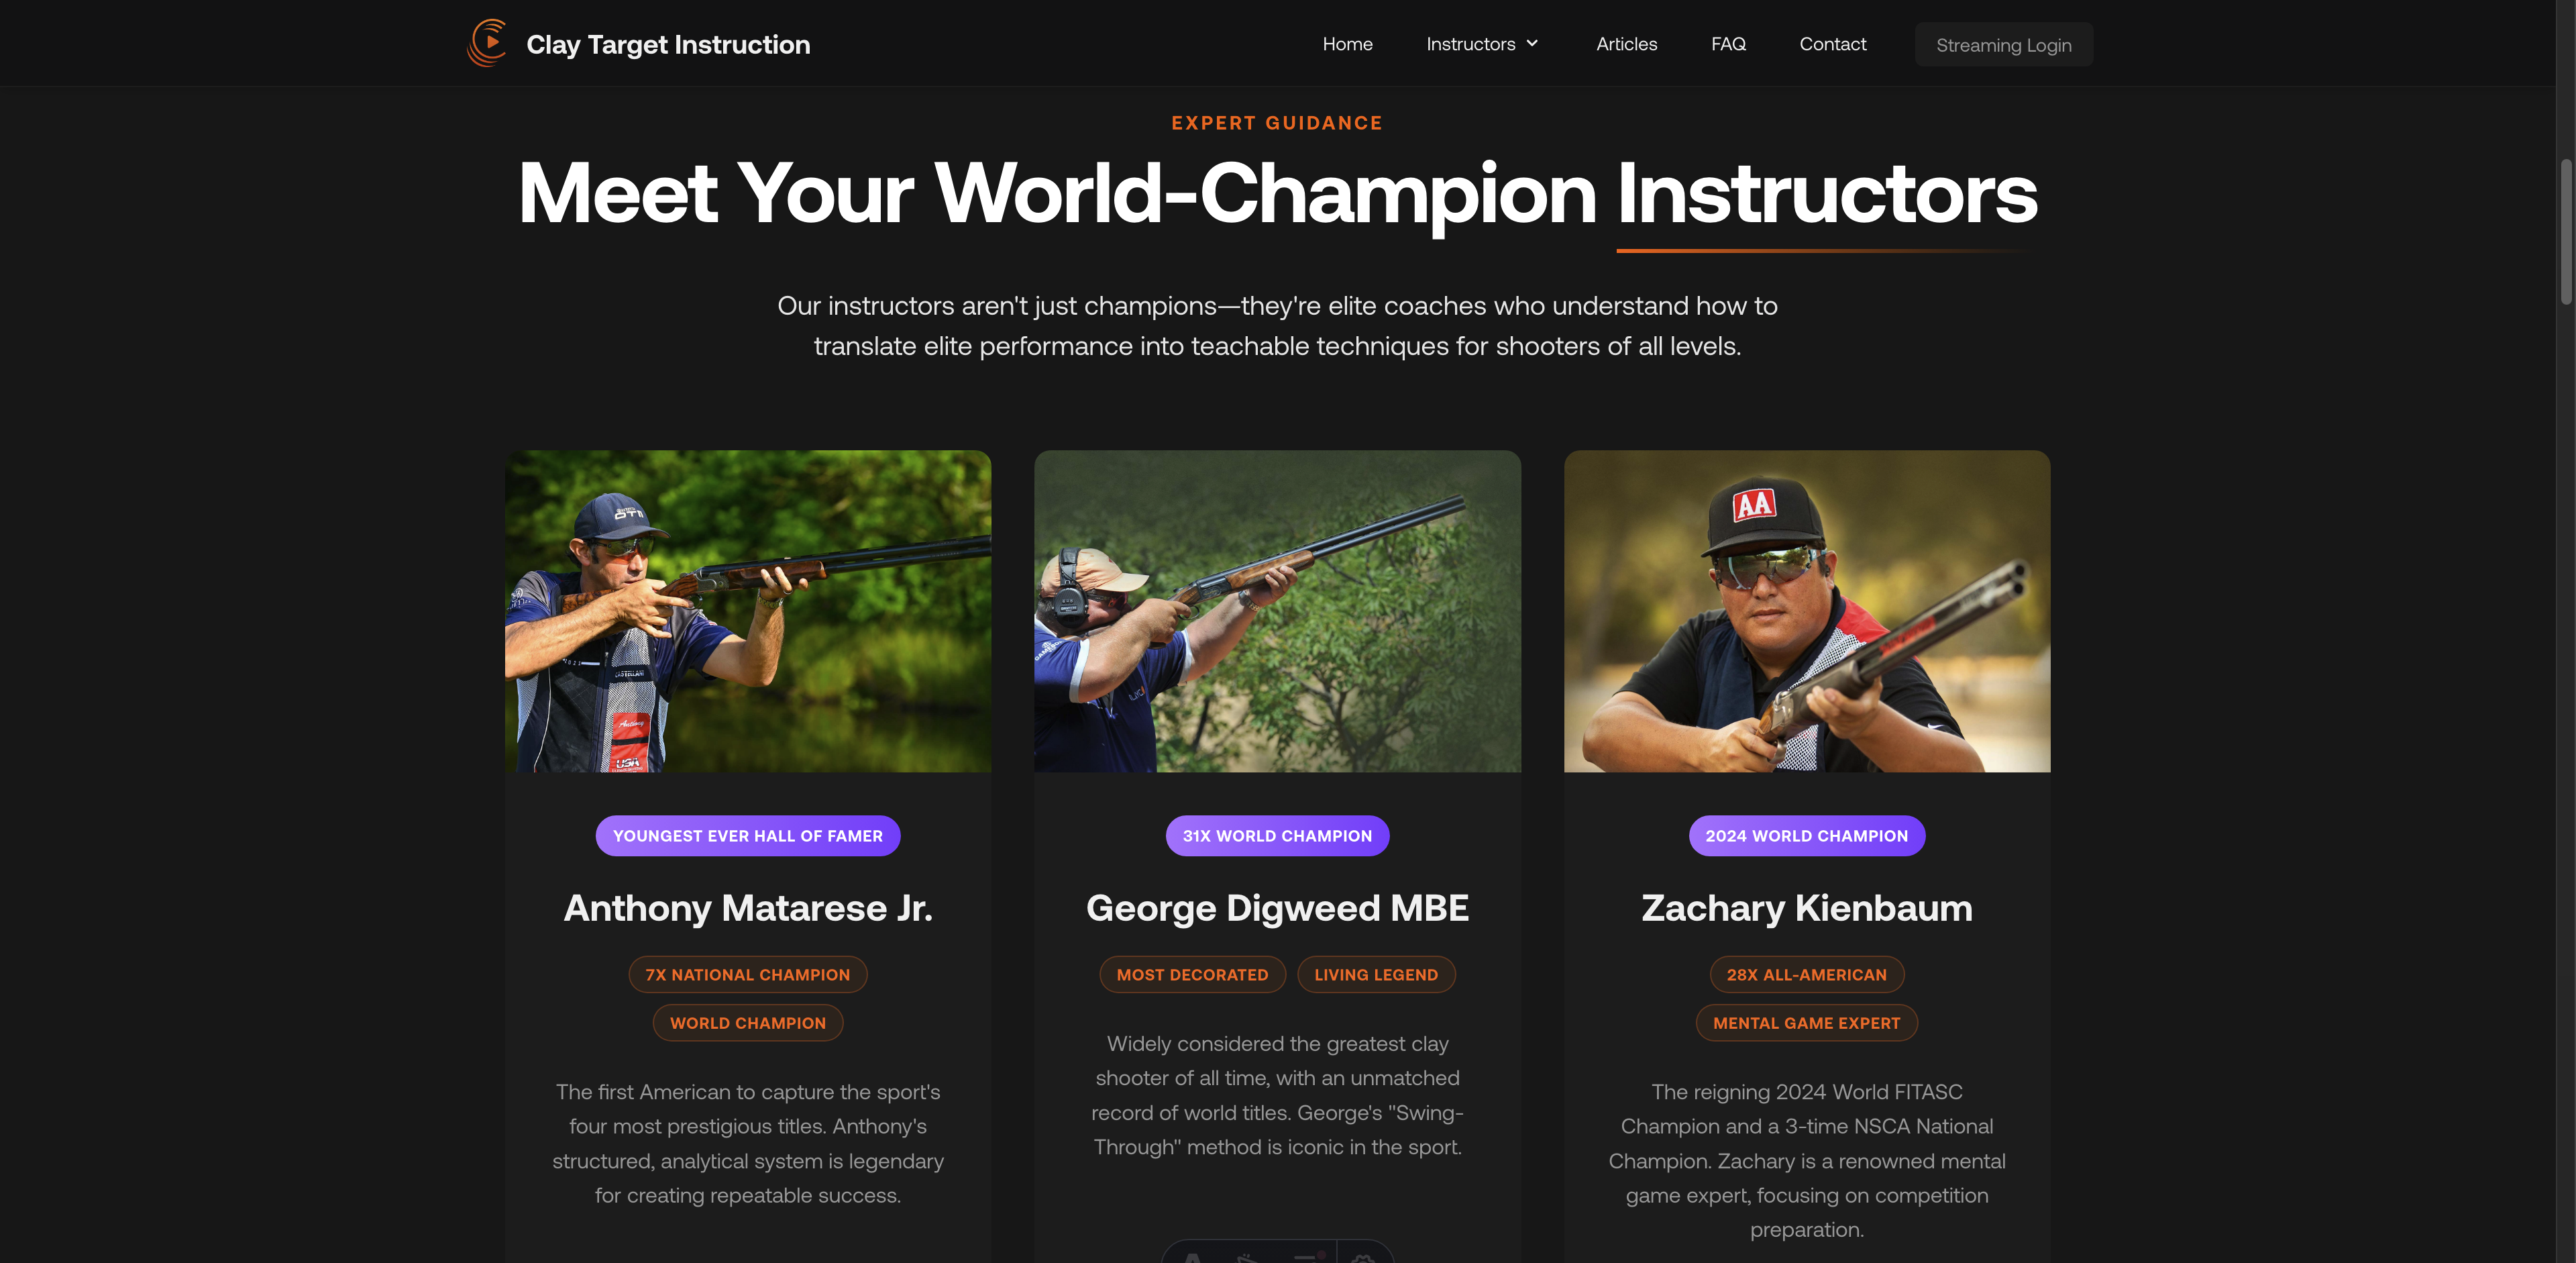 Clay Target Instruction
Home
Instructors
Articles
FAQ
Contact
Streaming Login
EXPERT GUIDANCE
Meet Your World-Champion Instructors
Our instructors aren't just champions—they're elite coaches who understand how to
translate elite performance into teachable techniques for shooters of all levels.
CASTELLANI
Anthony
USA
YOUNGEST EVER HALL OF FAMER
Anthony Matarese Jr.
7X NATIONAL CHAMPION
WORLD CHAMPION
The first American to capture the sport's
four most prestigious titles. Anthony's
structured, analytical system is legendary
for creating repeatable success.
31X WORLD CHAMPION
George Digweed MBE
MOST DECORATED
LIVING LEGEND
Widely considered the greatest clay
shooter of all time, with an unmatched
record of world titles. George's "Swing-
Through" method is iconic in the sport.
AA
2024 WORLD CHAMPION
Zachary Kienbaum
28X ALL-AMERICAN
MENTAL GAME EXPERT
The reigning 2024 World FITASC
Champion and a 3-time NSCA National
Champion. Zachary is a renowned mental
game expert, focusing on competition
preparation.